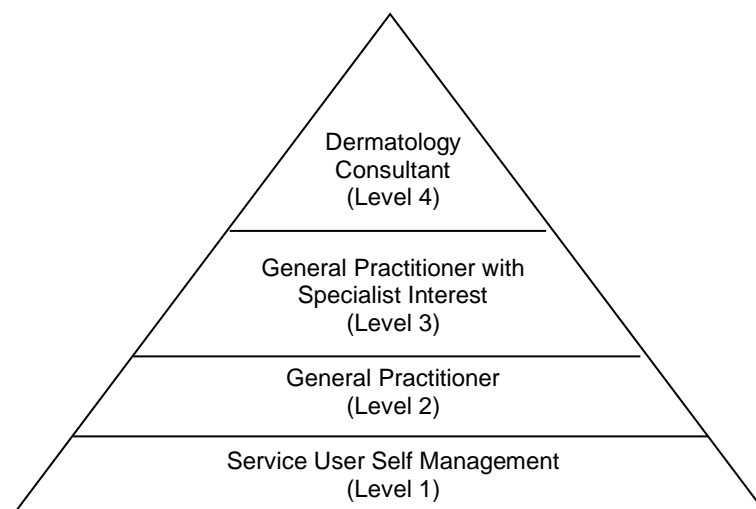 Dermatology
Consultant
(Level 4)
General Practitioner with
Specialist Interest
(Level 3)
General Practitioner
(Level 2)
Service User Self Management
(Level 1)